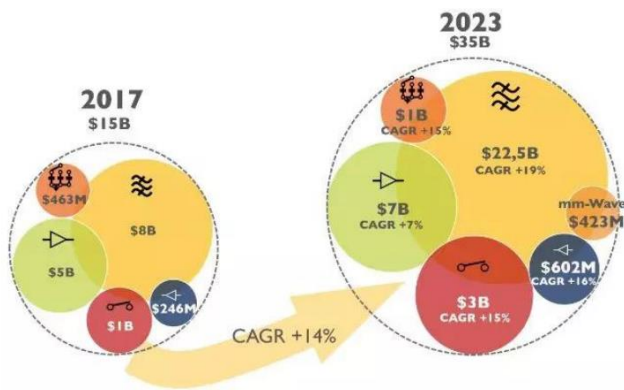 2017
$15B
$463M
$8B
$5B
$1B
$246M
CAGR +14%
2023
$35B
$1B
CAGR +15%
$22,5B
CAGR +19%
$7B
CAGR +7%
mm-Wave
$423M
$602M
CAGR +16%
$3B
CAGR +15%